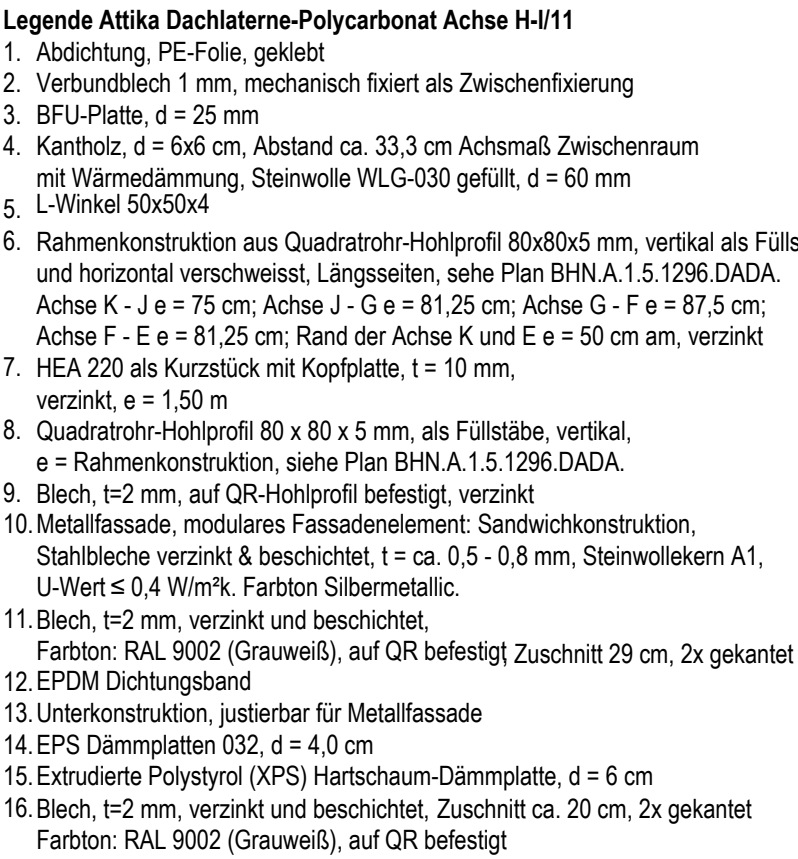 Legende Attika Dachlaterne-Polycarbonat Achse H-I/11
1. Abdichtung, PE-Folie, geklebt
2. Verbundblech 1 mm, mechanisch fixiert als Zwischenfixierung
3. BFU-Platte, d = 25 mm
4. Kantholz, d = 6x6 cm, Abstand ca. 33,3 cm Achsmaß Zwischenraum
mit Wärmedämmung, Steinwolle WLG-030 gefüllt, d = 60 mm
5. L-Winkel 50x50x4
6. Rahmenkonstruktion aus Quadratrohr-Hohlprofil 80x80x5 mm, vertikal als Fülls
und horizontal verschweisst, Längsseiten, sehe Plan BHN.A.1.5.1296.DADA.
Achse K - J e = 75 cm; Achse J - G e = 81,25 cm; Achse G - F e = 87,5 cm;
Achse F - E e = 81,25 cm; Rand der Achse K und E e = 50 cm am, verzinkt
7. HEA 220 als Kurzstück mit Kopfplatte, t = 10 mm,
verzinkt, e = 1,50 m
8. Quadratrohr-Hohlprofil 80 x 80 x 5 mm, als Füllstäbe, vertikal,
e = Rahmenkonstruktion, siehe Plan BHN.A.1.5.1296.DADA.
9. Blech, t=2 mm, auf QR-Hohlprofil befestigt, verzinkt
10. Metallfassade, modulares Fassadenelement: Sandwichkonstruktion,
Stahlbleche verzinkt & beschichtet, t = ca. 0,5 - 0,8 mm, Steinwollekern A1,
U-Wert ≤ 0,4 W/m²k. Farbton Silbermetallic.
11. Blech, t=2 mm, verzinkt und beschichtet,
Farbton: RAL 9002 (Grauweiß), auf QR befestigt, Zuschnitt 29 cm, 2x gekantet
12. EPDM Dichtungsband
13. Unterkonstruktion, justierbar für Metallfassade
14. EPS Dämmplatten 032, d = 4,0 cm
15. Extrudierte Polystyrol (XPS) Hartschaum-Dämmplatte, d = 6 cm
16. Blech, t=2 mm, verzinkt und beschichtet, Zuschnitt ca. 20 cm, 2x gekantet
Farbton: RAL 9002 (Grauweiß), auf QR befestigt